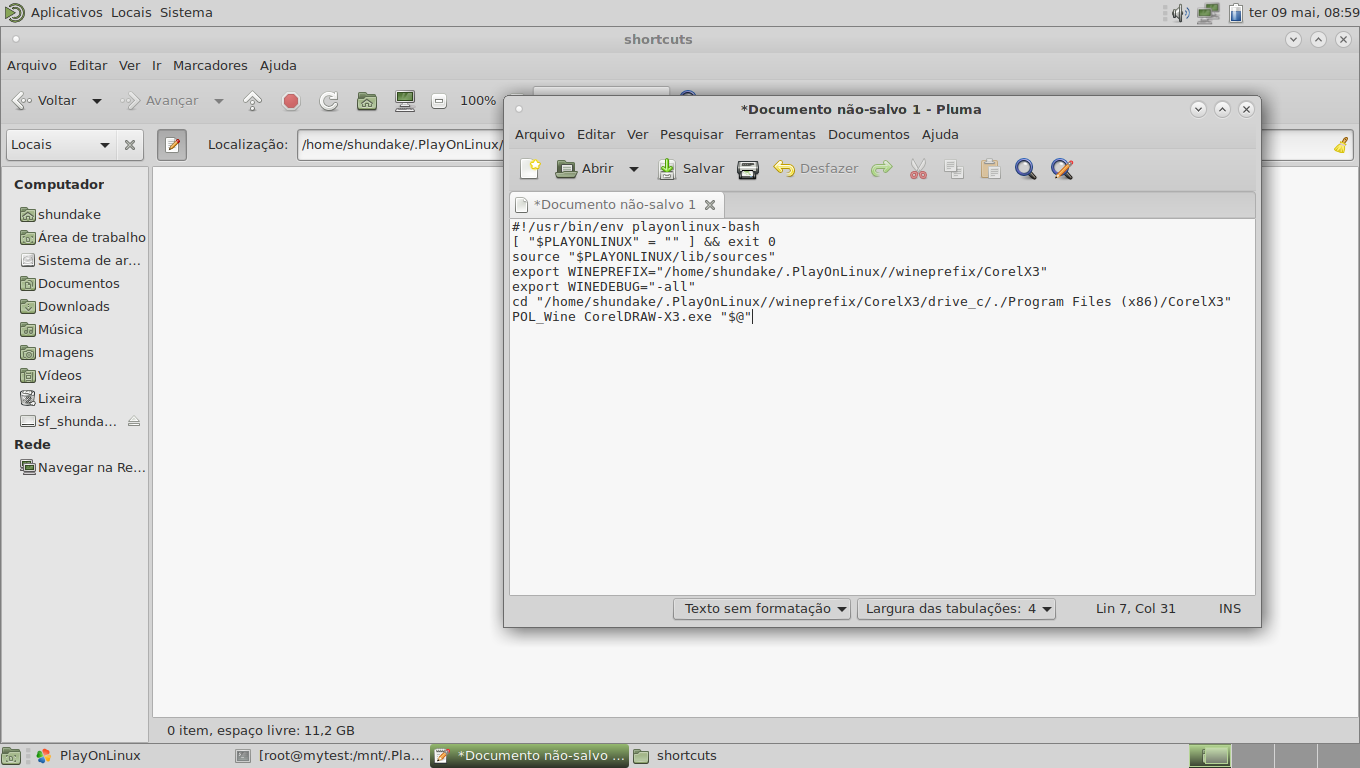 Aplicativos Locais Sistema
ter 09 mai, 08:59
shortcuts
Arquivo Editar Ver Ir Marcadores Ajuda
Voltar Avançar 100%
Locais Localização: /home/shundake/.PlayOnLinux/
Computador
shundake
Área de trabalho
Sistema de ar...
Documentos
Downloads
Música
Imagens
Vídeos
Lixeira
sf_shunda...
Rede
Navegar na Re...
*Documento não-salvo 1 - Pluma
Arquivo Editar Ver Pesquisar Ferramentas Documentos Ajuda
Abrir Salvar Desfazer
*Documento não-salvo 1
#!/usr/bin/env playonlinux-bash
[ "$PLAYONLINUX" = "" ] && exit 0
source "$PLAYONLINUX/lib/sources"
export WINEPREFIX="/home/shundake/.PlayOnLinux//wineprefix/CorelX3"
export WINEDEBUG="-all"
cd "/home/shundake/.PlayOnLinux//wineprefix/CorelX3/drive_c/./Program Files (x86)/CorelX3"
POL_Wine CorelDRAW-X3.exe "$@"
Texto sem formatação Largura das tabulações: 4 Lin 7, Col 31 INS
0 item, espaço livre: 11,2 GB
PlayOnLinux [root@mytest:/mnt/.Pla... *Documento não-salvo ... shortcuts